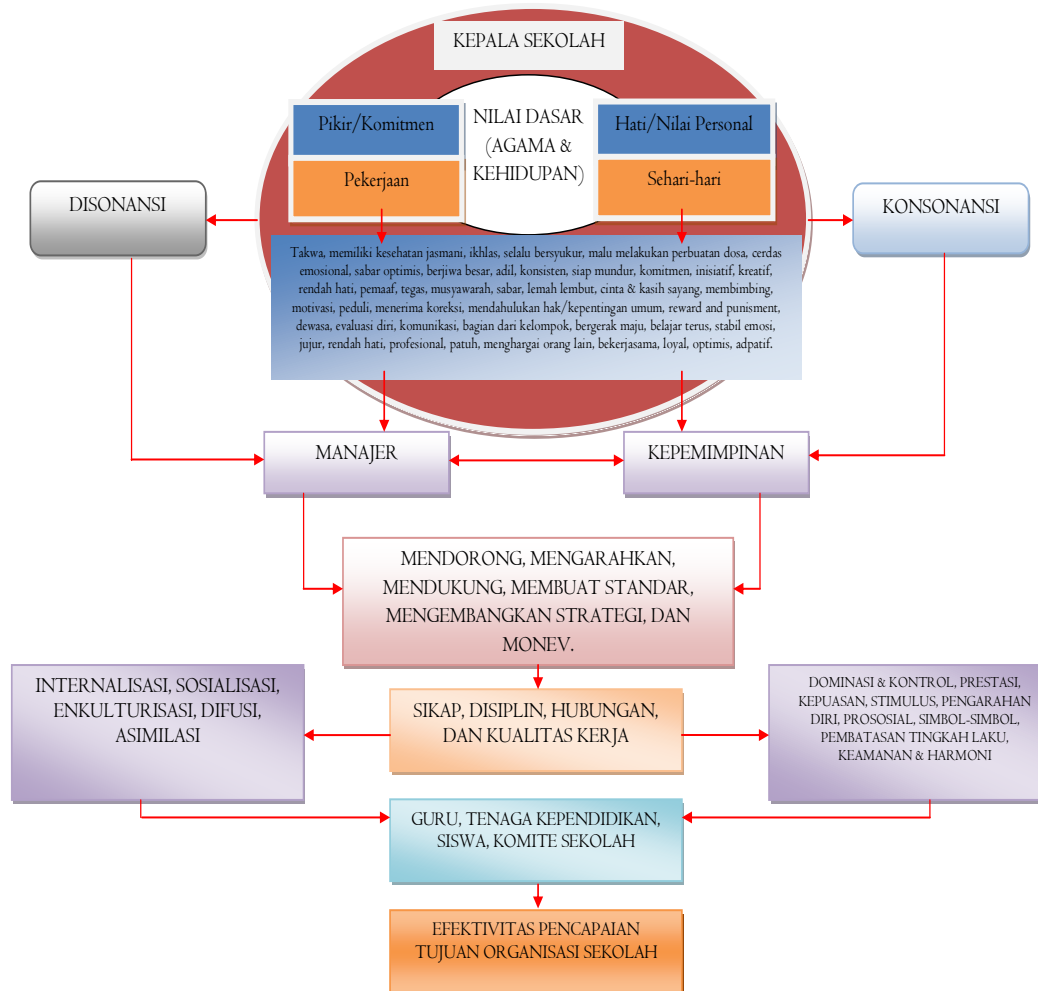 KEPALA SEKOLAH
Pikir/Komitmen
Pekerjaan
NILAI DASAR
(AGAMA &
KEHIDUPAN)
Hati/Nilai Personal
Sehari-hari
DISONANSI
KONSONANSI
Takwa, memiliki kesehatan jasmani, ikhlas, selalu bersyukur, malu melakukan perbuatan dosa, cerdas
emosional, sabar optimis, berjiwa besar, adil, konsisten, siap mundur, komitmen, inisiatif, kreatif,
rendah hati, pemaaf, tegas, musyawarah, sabar, lemah lembut, cinta & kasih sayang, membimbing,
motivasi, peduli, menerima koreksi, mendahulukan hak/kepentingan umum, reward and punisment,
dewasa, evaluasi diri, komunikasi, bagian dari kelompok, bergerak maju, belajar terus, stabil emosi,
jujur, rendah hati, profesional, patuh, menghargai orang lain, bekerjasama, loyal, optimis, adpatif.
MANAJER
KEPEMIMPINAN
MENDORONG, MENGARAHKAN,
MENDUKUNG, MEMBUAT STANDAR,
MENGEMBANGKAN STRATEGI, DAN
MONEV.
INTERNALISASI, SOSIALISASI,
ENKULTURISASI, DIFUSI,
ASIMILASI
SIKAP, DISIPLIN, HUBUNGAN,
DAN KUALITAS KERJA
DOMINASI & KONTROL, PRESTASI,
KEPUASAN, STIMULUS, PENGARAHAN
DIRI, PROSOSIAL, SIMBOL-SIMBOL,
PEMBATASAN TINGKAH LAKU,
KEAMANAN & HARMONI
GURU, TENAGA KEPENDIDIKAN,
SISWA, KOMITE SEKOLAH
EFEKTIVITAS PENCAPAIAN
TUJUAN ORGANISASI SEKOLAH